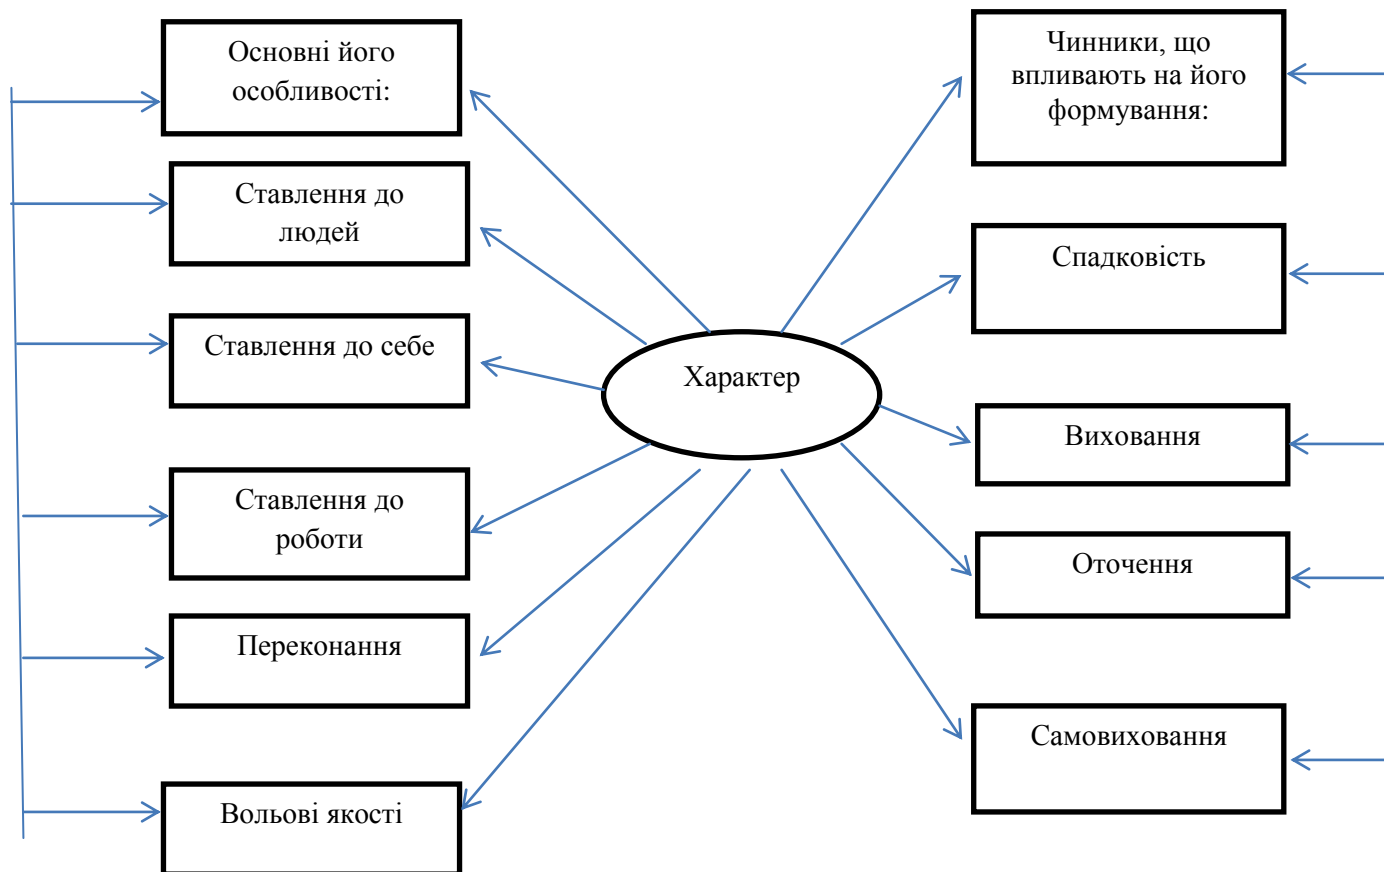 Основні його
особливості:
Ставлення до
людей
Ставлення до себе
Ставлення до
роботи
Переконання
Вольові якості
Характер
Чинники, що
впливають на його
формування:
Спадковість
Виховання
Оточення
Самовиховання